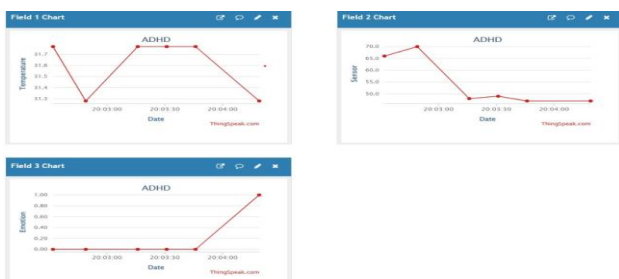 Field 1 Chart
ADHD
Temperature
31.7
31.6
31.5
31.4
31.3
20:03:00 20:03:30 20:04:00
Date
ThingSpeak.com
Field 2 Chart
ADHD
Sensor
70.0
65.0
60.0
55.0
50.0
20:03:00 20:03:30 20:04:00
Date
ThingSpeak.com
Field 3 Chart
ADHD
Emotion
1.00
0.80
0.60
0.40
0.20
0.00
20:03:00 20:03:30 20:04:00
Date
ThingSpeak.com